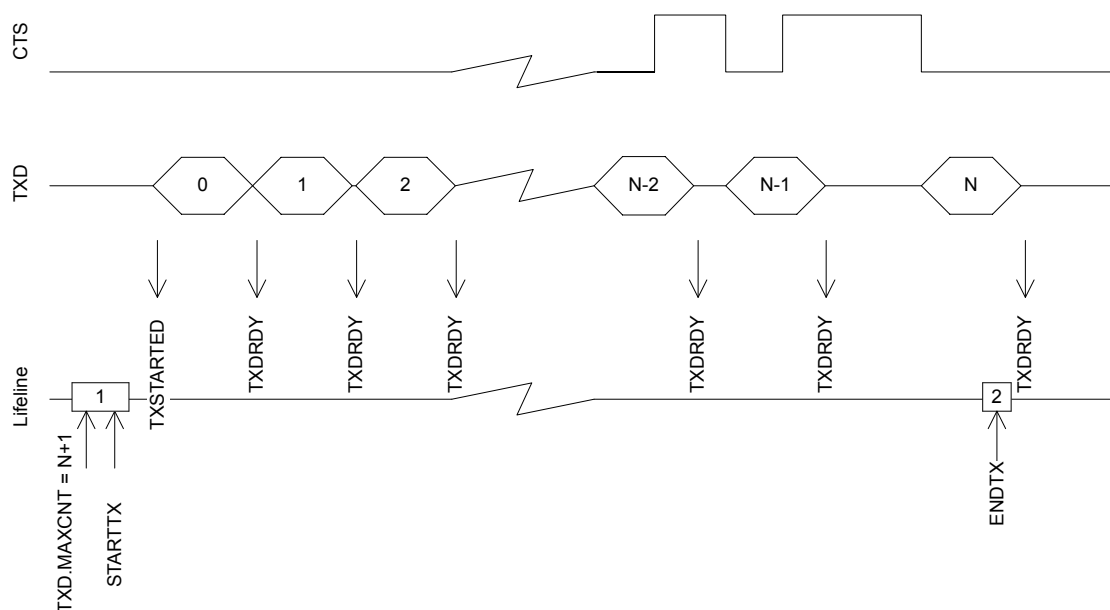 CTS
TXD
0
1
2
N-2
N-1
N
TXSTARTED
TXDRDY
TXDRDY
TXDRDY
TXDRDY
TXDRDY
TXDRDY
Lifeline
1
2
TXD.MAXCNT = N+1
STARTTX
ENDTX